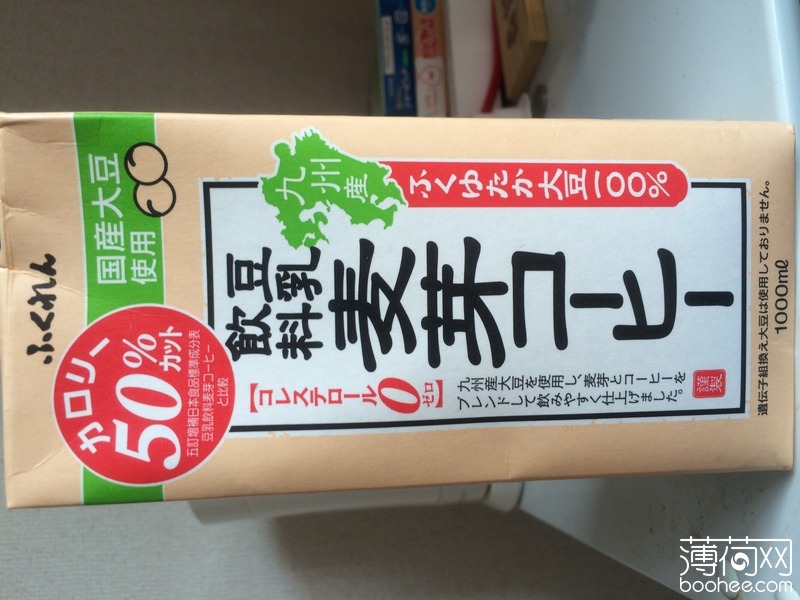 ふくれん
国産大豆
使用
カロリー
50%
カット
五訂増補日本食品標準成分表
豆乳飲料麦芽コーヒー
と比較
九州産
ふくゆたか大豆100%
豆乳
飲料
麦芽コーヒー
【コレステロール0ゼロ】
九州産大豆を使用し、麦芽とコーヒーを
ブレンドして飲みやすく仕上げました。
謹製
遺伝子組換え大豆は使用しておりません。
1000ml
薄荷网
boohee.com